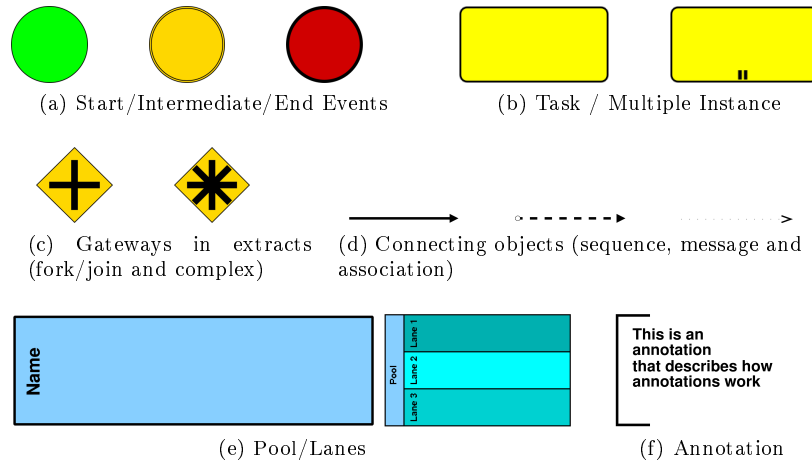 (a) Start/Intermediate/End Events
(b) Task / Multiple Instance
(c) Gateways in extracts
(fork/join and complex)
(d) Connecting objects (sequence, message and
association)
Name
Pool
Lane 1
Lane 2
Lane 3
This is an
annotation
that describes how
annotations work
(e) Pool/Lanes
(f) Annotation